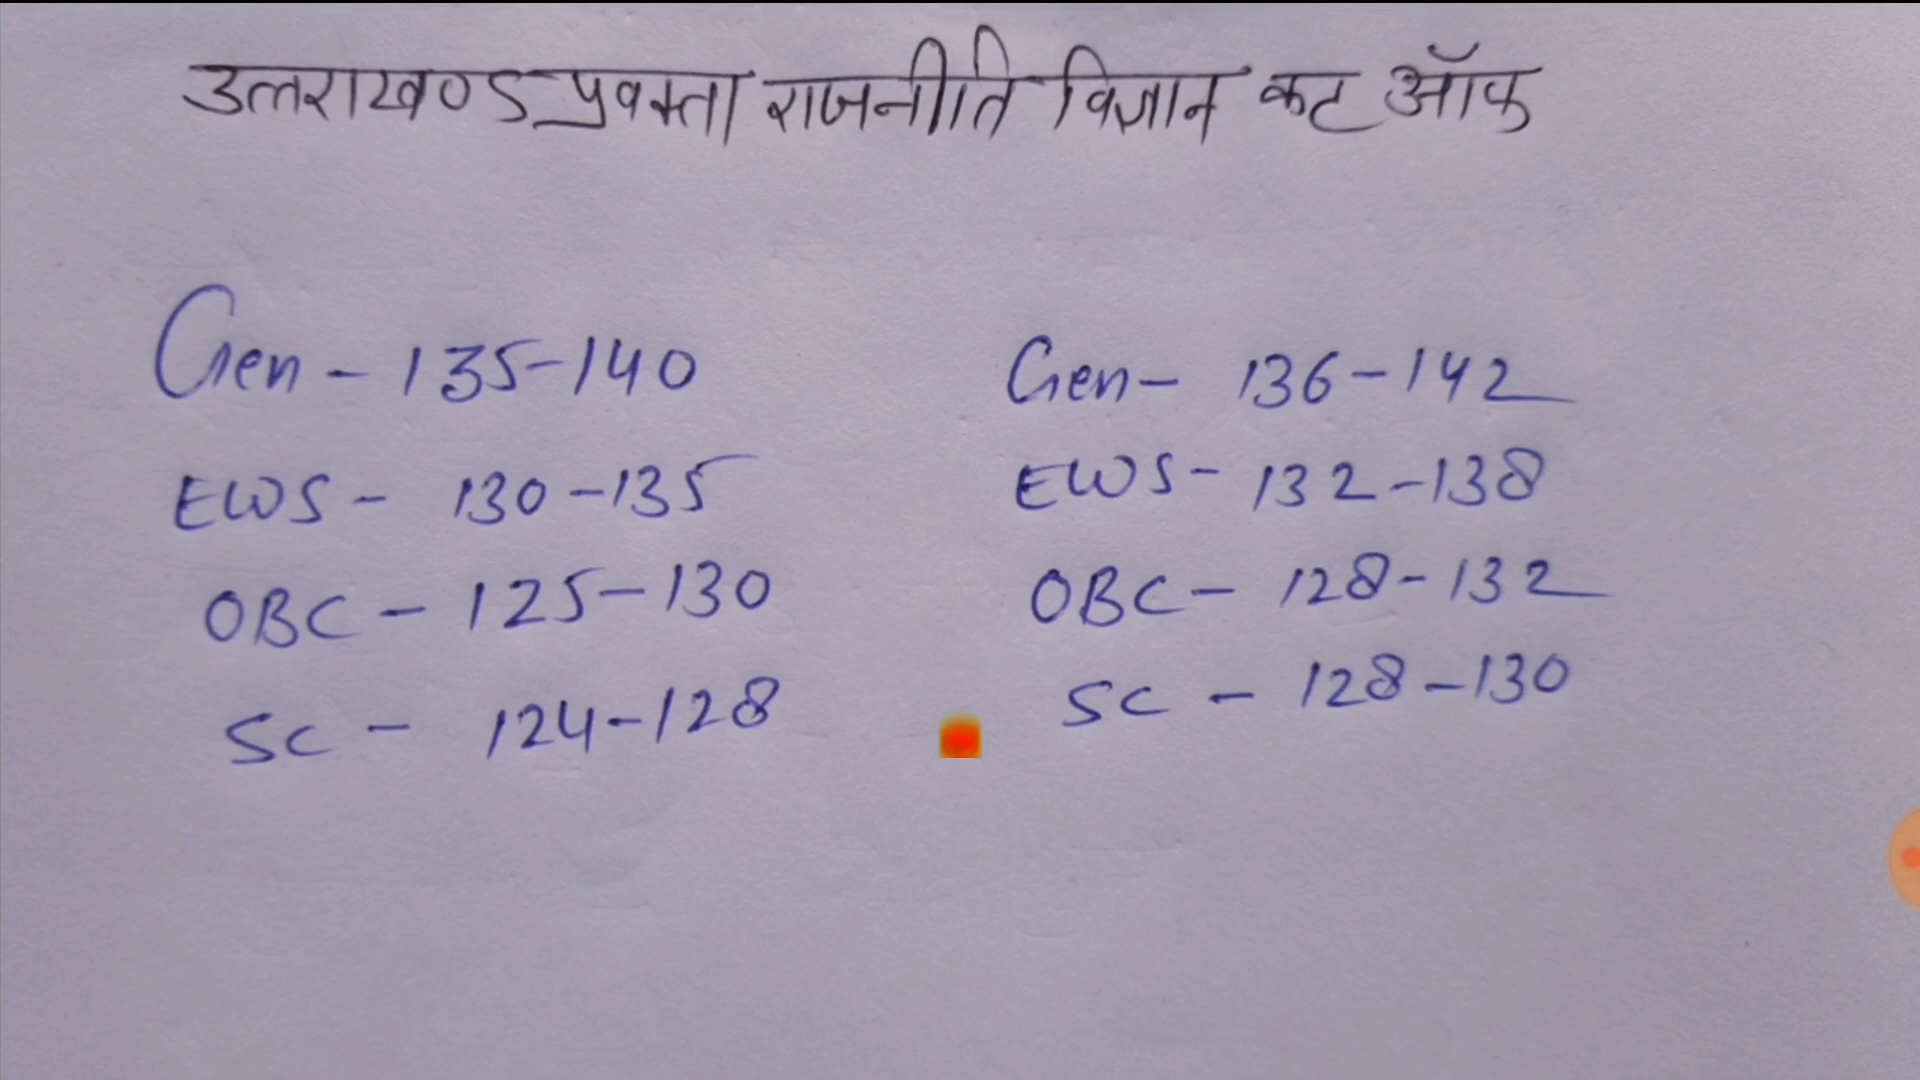 उत्तराखण्ड प्रवक्ता राजनीति विज्ञान कट ऑफ
Gen - 135-140
EWS - 130-135
OBC - 125-130
SC - 124-128
Gen - 136-142
EWS - 132-138
OBC - 128-132
SC - 128-130